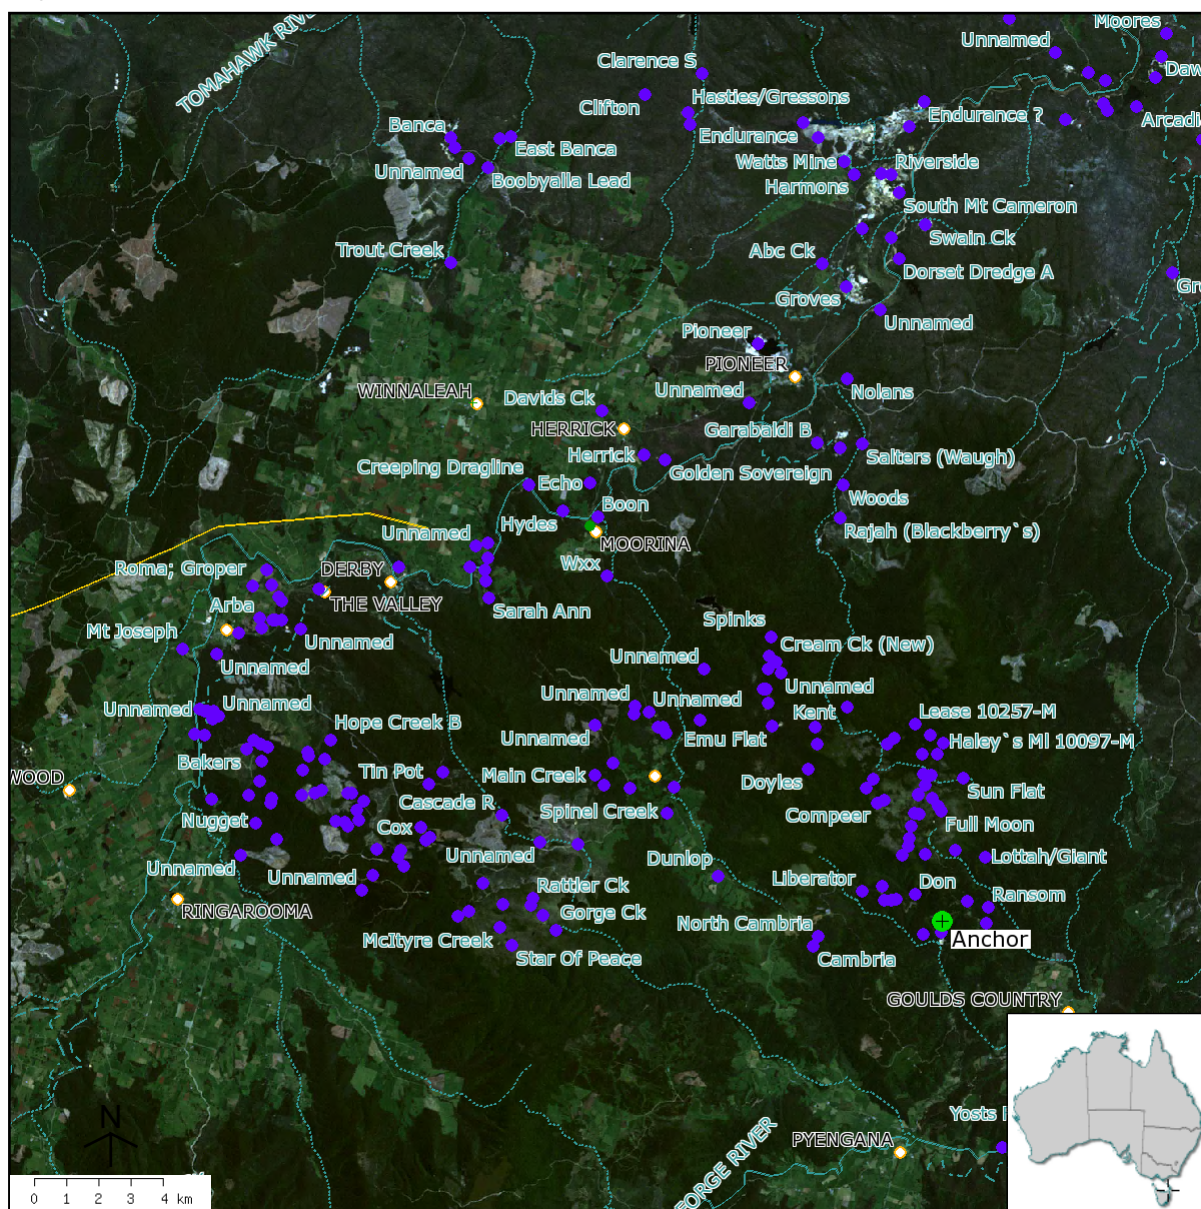 Moores
TOMAHAWK RIVER
Unnamed
Clarence S
Daw
Clifton
Hasties/Gressons
Endurance ?
Arcadi
Banca
Endurance
East Banca
Unnamed
Watts Mine
Riverside
Boobyalla Lead
Harmons
South Mt Cameron
Swain Ck
Trout Creek
Abc Ck
Dorset Dredge A
Gr
Groves
Unnamed
Pioneer
PIONEER
WINNALEAH
Unnamed
Nolans
Davids Ck
HERRICK
Garabaldi B
Herrick
Salters (Waugh)
Creeping Dragline
Golden Sovereign
Echo
Woods
Boon
Hydes
Rajah (Blackberry`s)
Unnamed
MOORINA
Wxx
Roma; Groper
DERBY
THE VALLEY
Arba
Sarah Ann
Spinks
Mt Joseph
Unnamed
Cream Ck (New)
Unnamed
Unnamed
Unnamed
Unnamed
Unnamed
Unnamed
Unnamed
Kent
Lease 10257-M
Hope Creek B
Unnamed
Emu Flat
Haley`s Ml 10097-M
Bakers
Tin Pot
Main Creek
Doyles
WOOD
Sun Flat
Cascade R
Spinel Creek
Compeer
Nugget
Cox
Full Moon
Unnamed
Unnamed
Dunlop
Lottah/Giant
Unnamed
Liberator
Don
Rattler Ck
Ransom
RINGAROOMA
Gorge Ck
North Cambria
McItyre Creek
Anchor
Star Of Peace
Cambria
GOULDS COUNTRY
Yosts
N
PYENGANA
EORGE RIVER
0 1 2 3 4 km